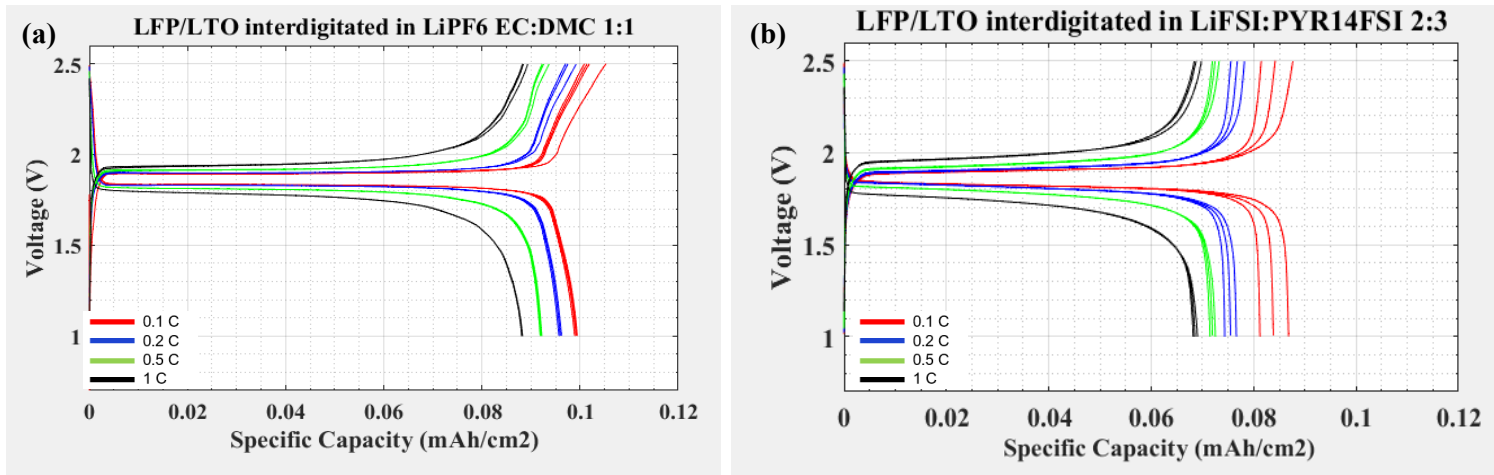 (a)
LFP/LTO interdigitated in LiPF6 EC:DMC 1:1
Voltage (V)
2.5
2
1.5
1
0.1 C
0.2 C
0.5 C
1 C
0 0.02 0.04 0.06 0.08 0.1 0.12
Specific Capacity (mAh/cm2)
(b)
LFP/LTO interdigitated in LiFSI:PYR14FSI 2:3
Voltage (V)
2.5
2
1.5
1
0.1 C
0.2 C
0.5 C
1 C
0 0.02 0.04 0.06 0.08 0.1 0.12
Specific Capacity (mAh/cm2)